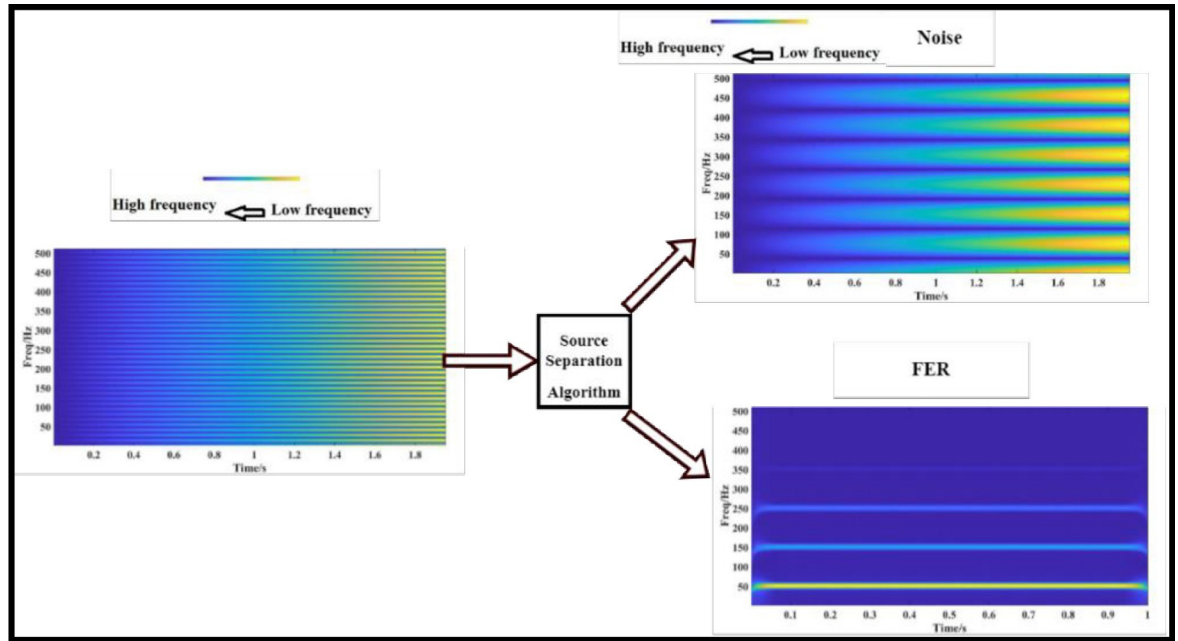 High frequency
Low frequency
Noise
500
450
400
350
300
250
200
150
100
50
Freq/Hz
0.2 0.4 0.6 0.8 1 1.2 1.4 1.6 1.8
Time/s
High frequency
Low frequency
500
450
400
350
300
250
200
150
100
50
Freq/Hz
0.2 0.4 0.6 0.8 1 1.2 1.4 1.6 1.8
Time/s
Source
Separation
Algorithm
FER
500
450
400
350
300
250
200
150
100
50
Freq/Hz
0.1 0.2 0.3 0.4 0.5 0.6 0.7 0.8 0.9 1
Time/s